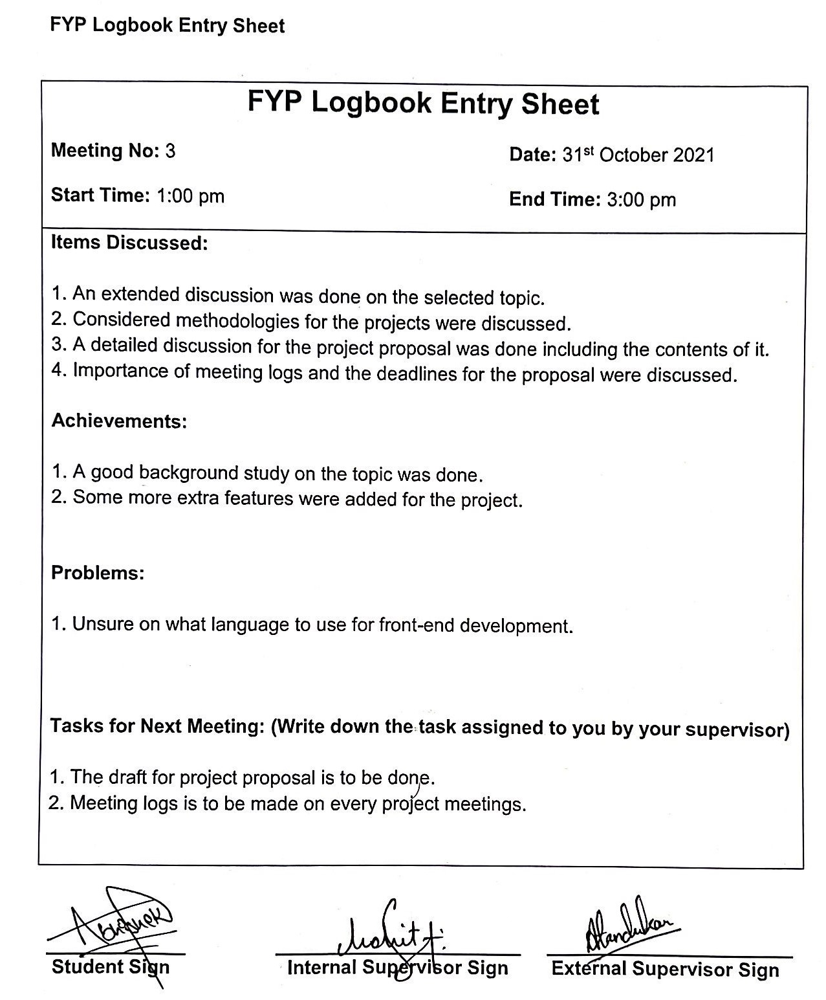 FYP Logbook Entry Sheet
FYP Logbook Entry Sheet
Meeting No: 3
Date: 31st October 2021
Start Time: 1:00 pm
End Time: 3:00 pm
Items Discussed:
1. An extended discussion was done on the selected topic.
2. Considered methodologies for the projects were discussed.
3. A detailed discussion for the project proposal was done including the contents of it.
4. Importance of meeting logs and the deadlines for the proposal were discussed.
Achievements:
1. A good background study on the topic was done.
2. Some more extra features were added for the project.
Problems:
1. Unsure on what language to use for front-end development.
Tasks for Next Meeting: (Write down the task assigned to you by your supervisor)
1. The draft for project proposal is to be done.
2. Meeting logs is to be made on every project meetings.
Abhishek
Student Sign
Internal Supervisor Sign
External Supervisor Sign